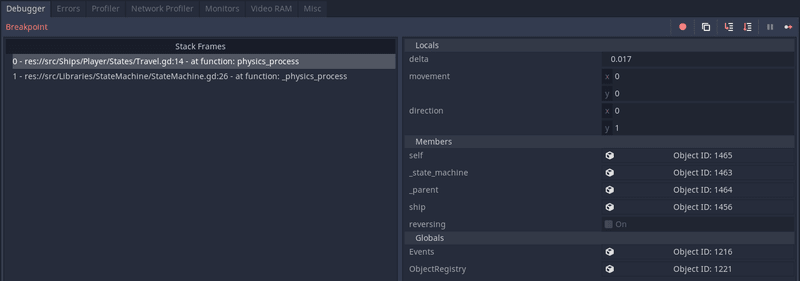 Debugger Errors Profiler Network Profiler Monitors Video RAM Misc
Breakpoint
Stack Frames
0 - res://src/Ships/Player/States/Travel.gd:14 - at function: physics_process
1 - res://src/Libraries/StateMachine/StateMachine.gd:26 - at function: _physics_process
Locals
delta 0.017
movement x 0
y 0
direction x 0
y 1
Members
self Object ID: 1465
_state_machine Object ID: 1463
_parent Object ID: 1464
ship Object ID: 1456
reversing On
Globals
Events Object ID: 1216
ObjectRegistry Object ID: 1221